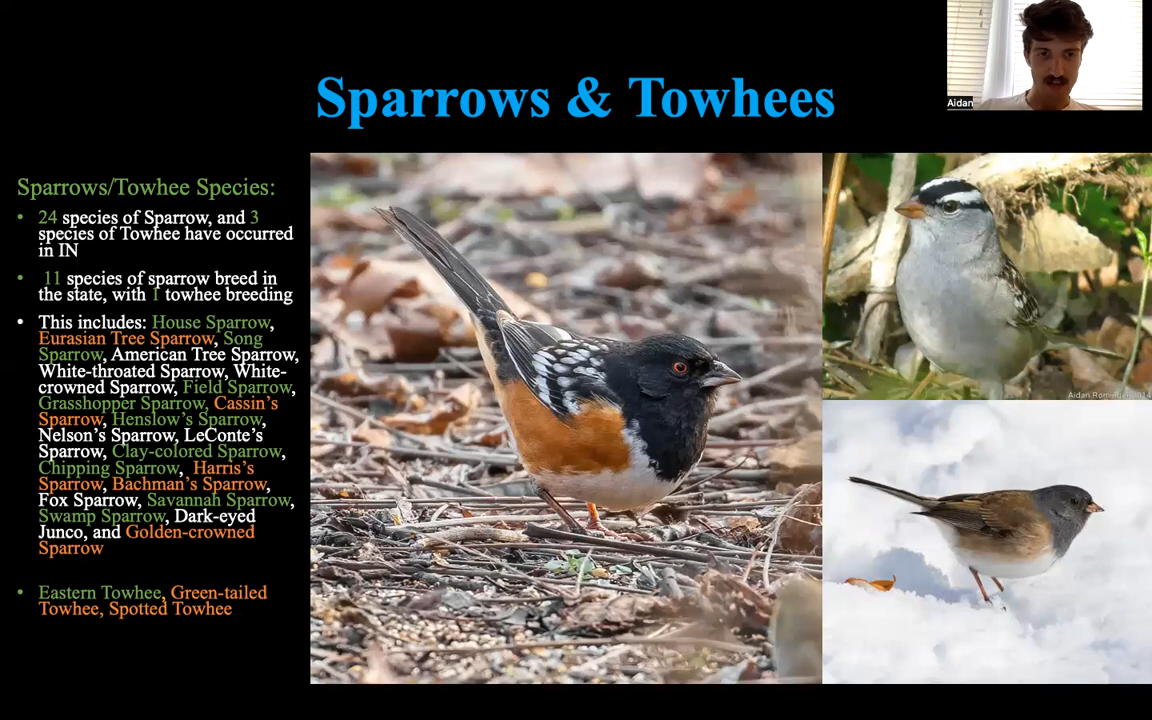 Aidan
Sparrows & Towhees
Sparrows/Towhee Species:
• 24 species of Sparrow, and 3
species of Towhee have occurred
in IN
• 11 species of sparrow breed in
the state, with 1 towhee breeding
• This includes: House Sparrow,
Eurasian Tree Sparrow, Song
Sparrow, American Tree Sparrow,
White-throated Sparrow, White-
crowned Sparrow, Field Sparrow,
Grasshopper Sparrow, Cassin's
Sparrow, Henslow's Sparrow,
Nelson's Sparrow, LeConte's
Sparrow, Clay-colored Sparrow,
Chipping Sparrow, Harris's
Sparrow, Bachman's Sparrow,
Fox Sparrow, Savannah Sparrow,
Swamp Sparrow, Dark-eyed
Junco, and Golden-crowned
Sparrow
• Eastern Towhee, Green-tailed
Towhee, Spotted Towhee
Aidan